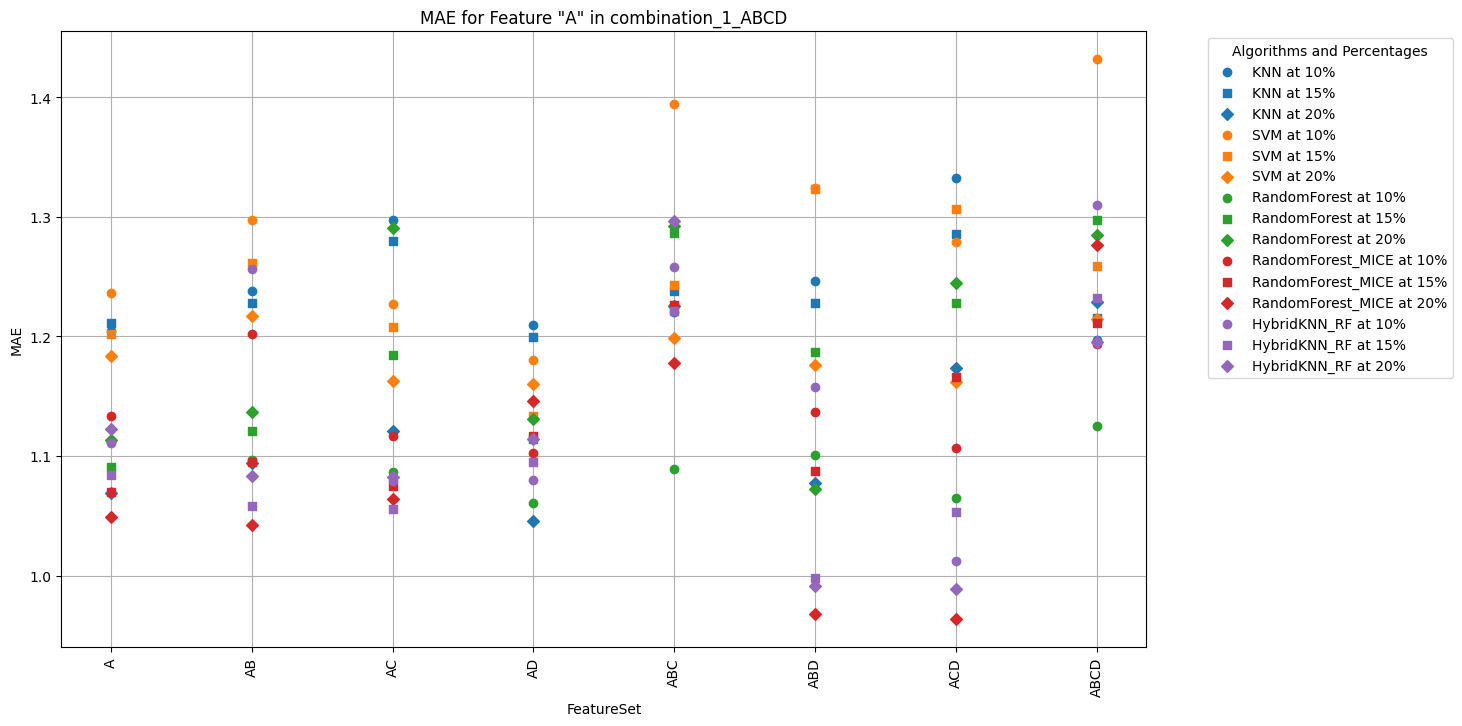 MAE for Feature "A" in combination_1_ABCD
MAE
1.4
1.3
1.2
1.1
1.0
A
AB
AC
AD
ABC
ABD
ACD
ABCD
FeatureSet
Algorithms and Percentages
KNN at 10%
KNN at 15%
KNN at 20%
SVM at 10%
SVM at 15%
SVM at 20%
RandomForest at 10%
RandomForest at 15%
RandomForest at 20%
RandomForest_MICE at 10%
RandomForest_MICE at 15%
RandomForest_MICE at 20%
HybridKNN_RF at 10%
HybridKNN_RF at 15%
HybridKNN_RF at 20%